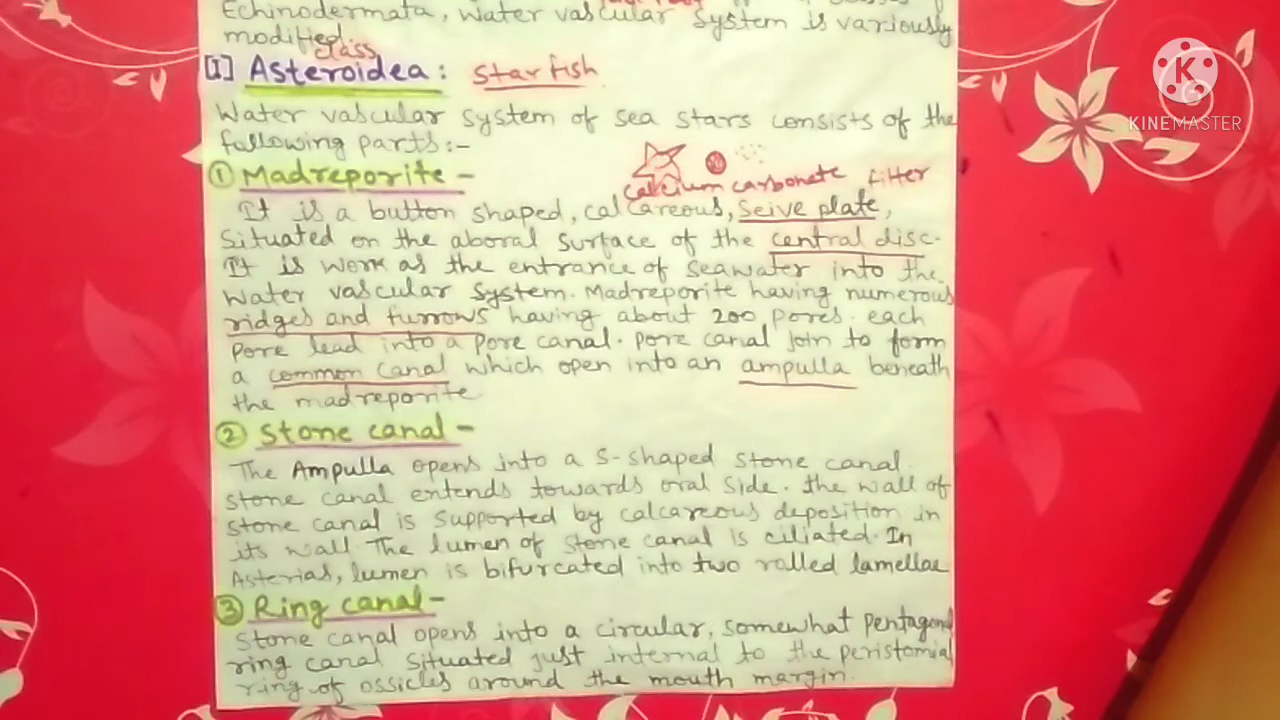 Echinodermata, Water vascular System is variously
modified.
class
[I] Asteroidea: Starfish
Water vascular System of sea stars consists of the
following parts:-
① Madreporite -
calcium carbonate filter
It is a button shaped, calcareous, Seive plate,
Situated on the aboral Surface of the central disc.
It is work as the entrance of seawater into the
Water vascular System. Madreporite having numerous
ridges and furrows having about 200 pores. each
Pore lead into a Pore canal. Pore canal join to form
a common canal which open into an ampulla beneath
the madreporite.
② Stone canal -
The Ampulla opens into a S-shaped Stone canal.
Stone canal extends towards oral side. The wall of
Stone canal is supported by calcareous deposition in
its wall. The lumen of Stone canal is ciliated. In
Asterias, lumen is bifurcated into two rolled lamellae
③ Ring canal -
Stone canal opens into a circular, somewhat Pentagonal
ring canal situated just internal to the peristomial
ring of ossicles around the mouth margin.
K
KINEMASTER